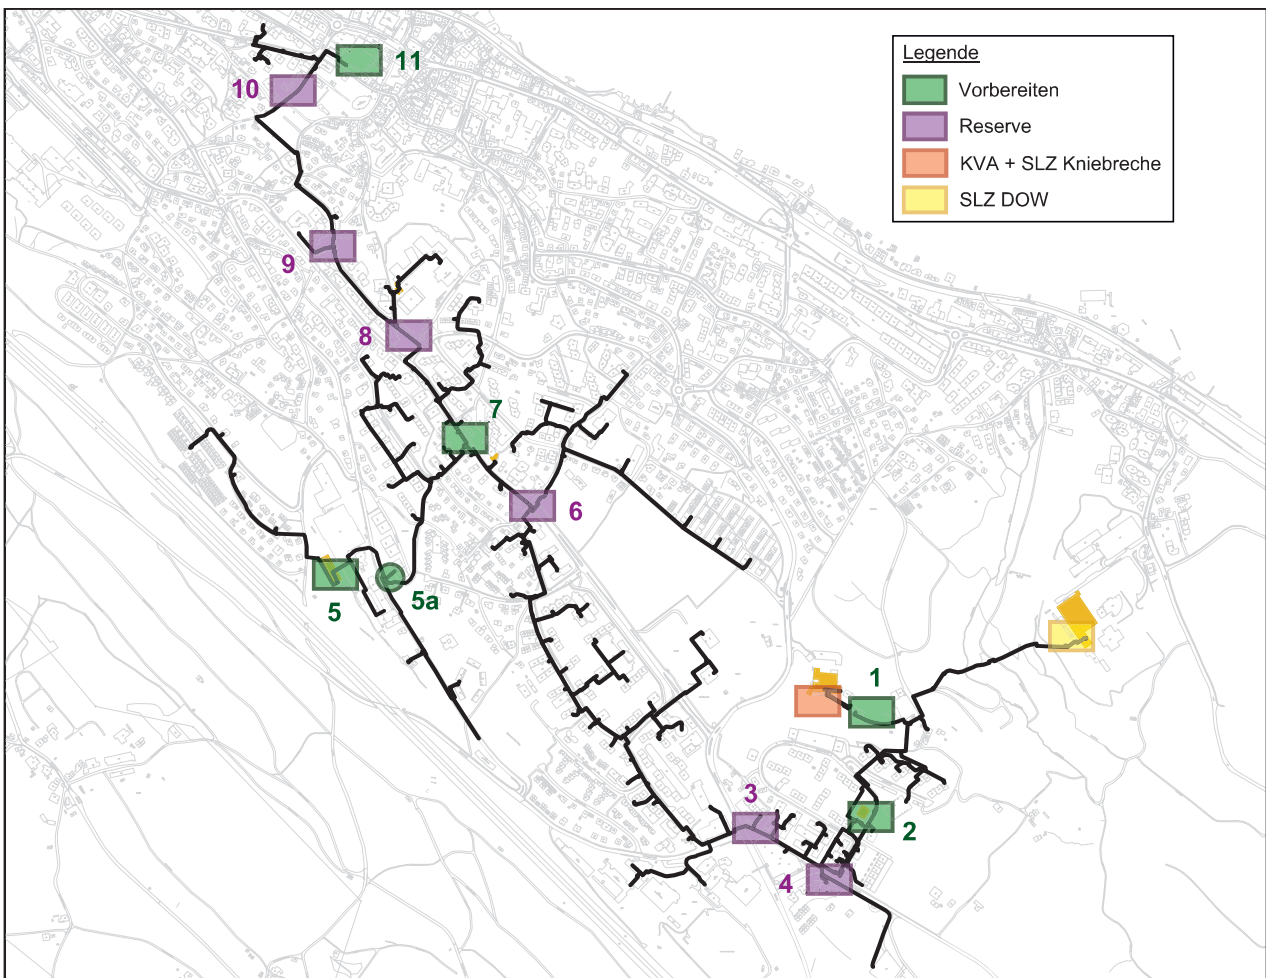 Legende
Vorbereiten
Reserve
KVA + SLZ Kniebreche
SLZ DOW
11
10
9
8
7
6
5
5a
1
3
2
4